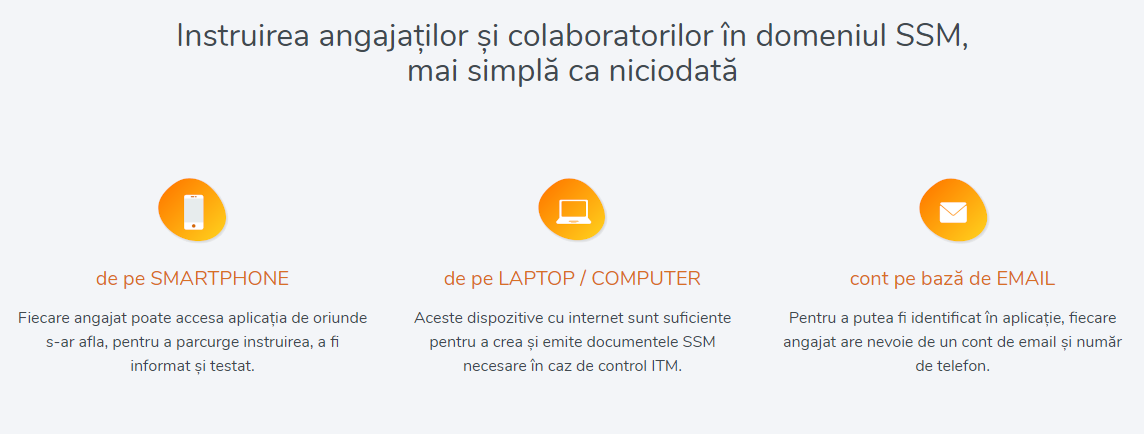 Instruirea angajaților și colaboratorilor în domeniul SSM,
mai simplă ca niciodată
de pe SMARTPHONE
Fiecare angajat poate accesa aplicația de oriunde
s-ar afla, pentru a parcurge instruirea, a fi
informat și testat.
de pe LAPTOP / COMPUTER
Aceste dispozitive cu internet sunt suficiente
pentru a crea și emite documentele SSM
necesare în caz de control ITM.
cont pe bază de EMAIL
Pentru a putea fi identificat în aplicație, fiecare
angajat are nevoie de un cont de email și număr
de telefon.